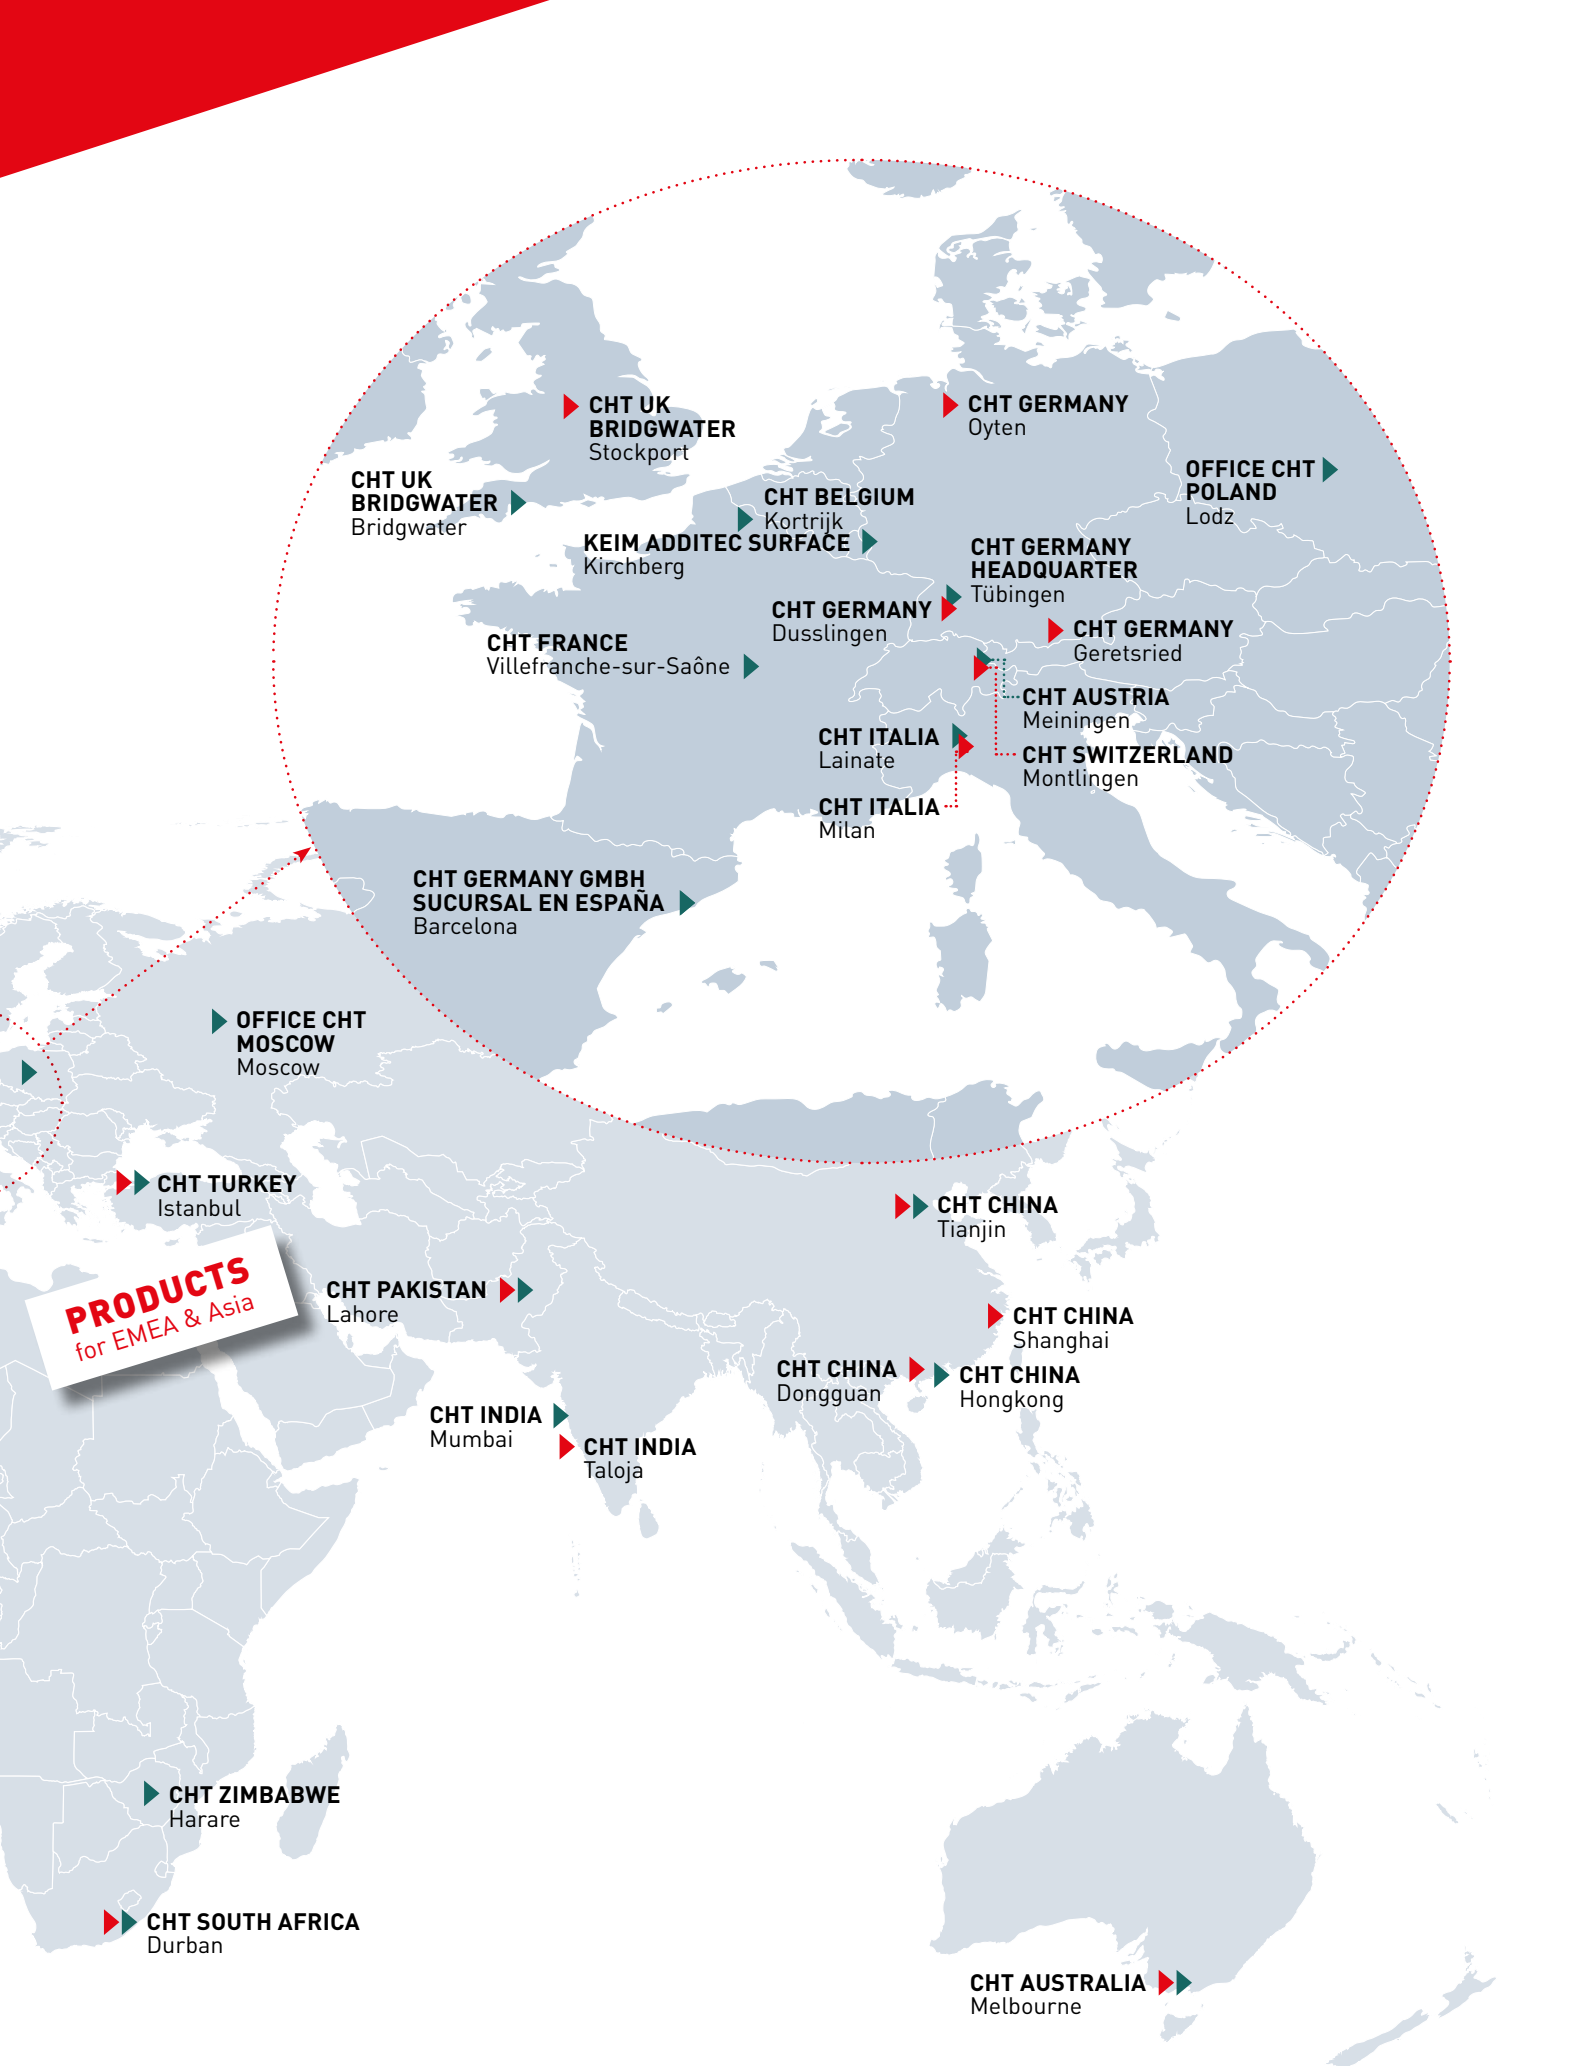 CHT UK
BRIDGWATER
Stockport
CHT GERMANY
Oyten
CHT UK
BRIDGWATER
Bridgwater
OFFICE CHT
POLAND
Lodz
CHT BELGIUM
Kortrijk
KEIM ADDITEC SURFACE
Kirchberg
CHT GERMANY
HEADQUARTER
Tübingen
CHT GERMANY
Dusslingen
CHT GERMANY
Geretsried
CHT FRANCE
Villefranche-sur-Saône
CHT AUSTRIA
Meiningen
CHT ITALIA
Lainate
CHT SWITZERLAND
Montlingen
CHT ITALIA
Milan
CHT GERMANY GMBH
SUCURSAL EN ESPAÑA
Barcelona
OFFICE CHT
MOSCOW
Moscow
CHT TURKEY
Istanbul
CHT CHINA
Tianjin
PRODUCTS
for EMEA & Asia
CHT PAKISTAN
Lahore
CHT CHINA
Shanghai
CHT CHINA
Dongguan
CHT CHINA
Hongkong
CHT INDIA
Mumbai
CHT INDIA
Taloja
CHT ZIMBABWE
Harare
CHT SOUTH AFRICA
Durban
CHT AUSTRALIA
Melbourne